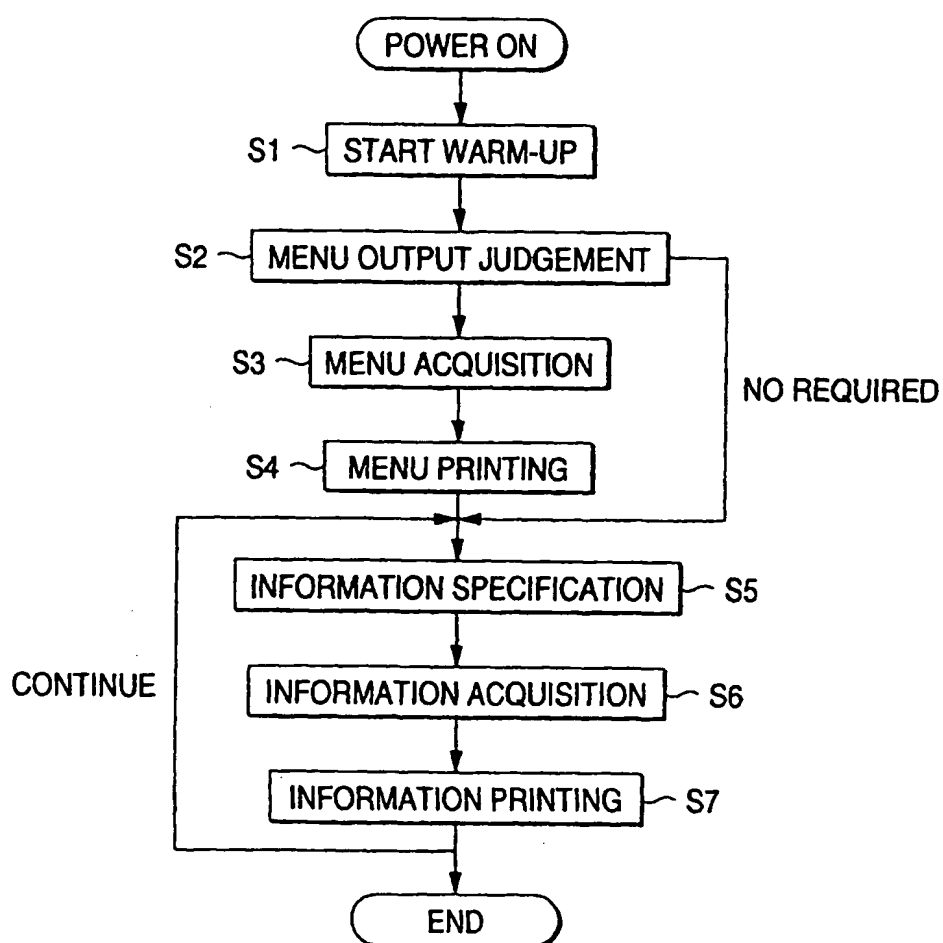 POWER ON
S1 START WARM-UP
S2 MENU OUTPUT JUDGEMENT
S3 MENU ACQUISITION
NO REQUIRED
S4 MENU PRINTING
INFORMATION SPECIFICATION S5
CONTINUE
INFORMATION ACQUISITION S6
INFORMATION PRINTING S7
END